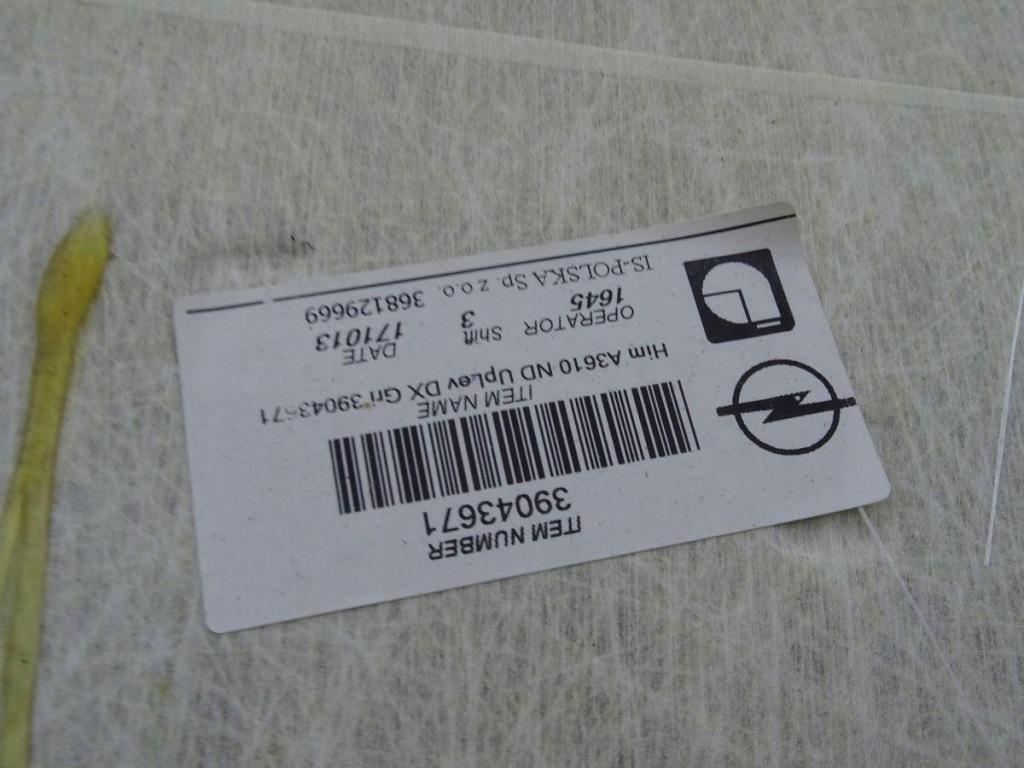 ITEM NUMBER
39043671
ITEM NAME
Him A3610 ND UpLev DX Gri 39043671
OPERATOR Shift DATE
1645 3 171013
IS-POLSKA Sp. z o.o. 368129669